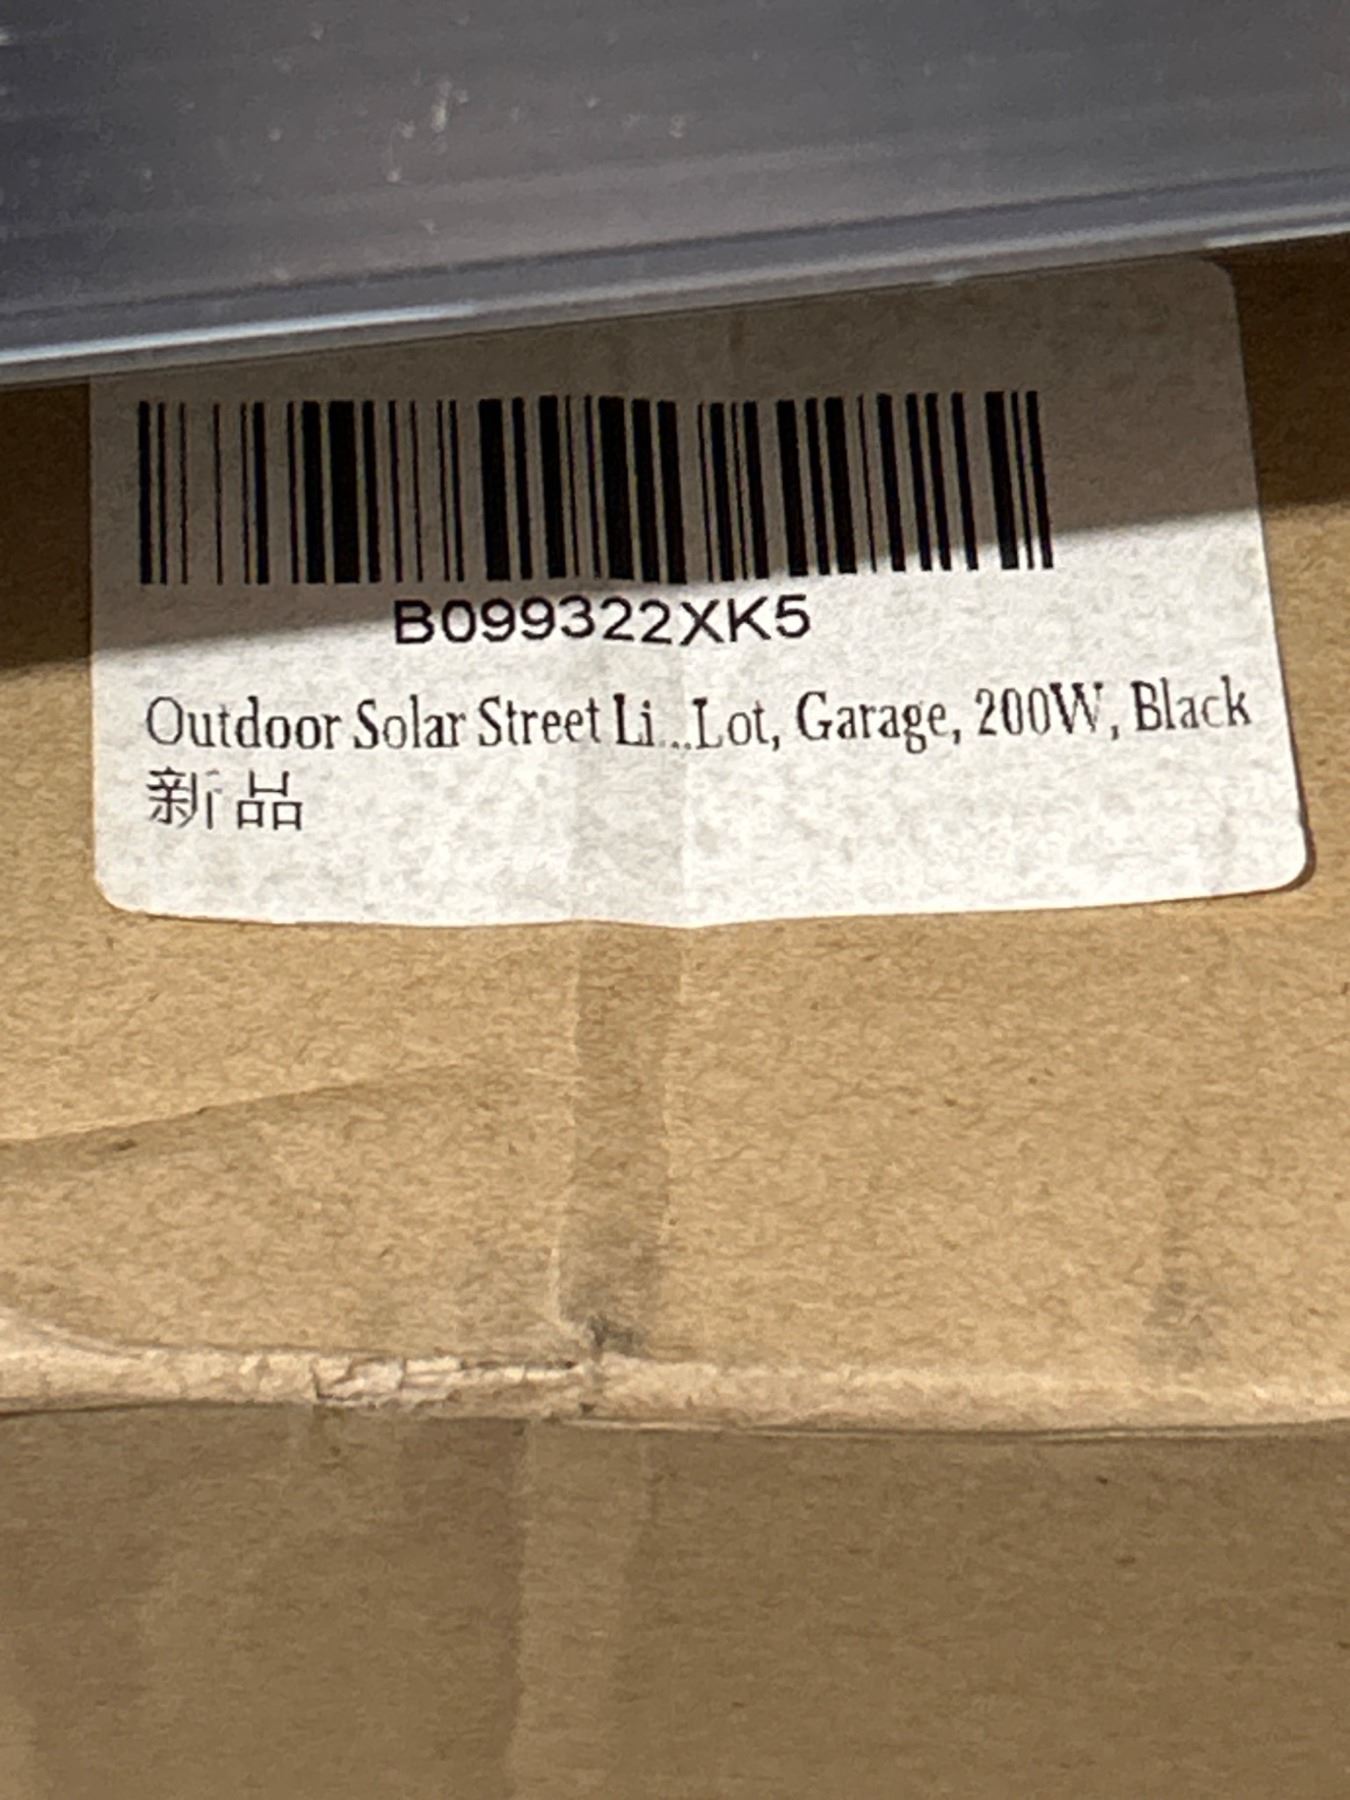 B099322XK5
Outdoor Solar Street Li...Lot, Garage, 200W, Black
新品